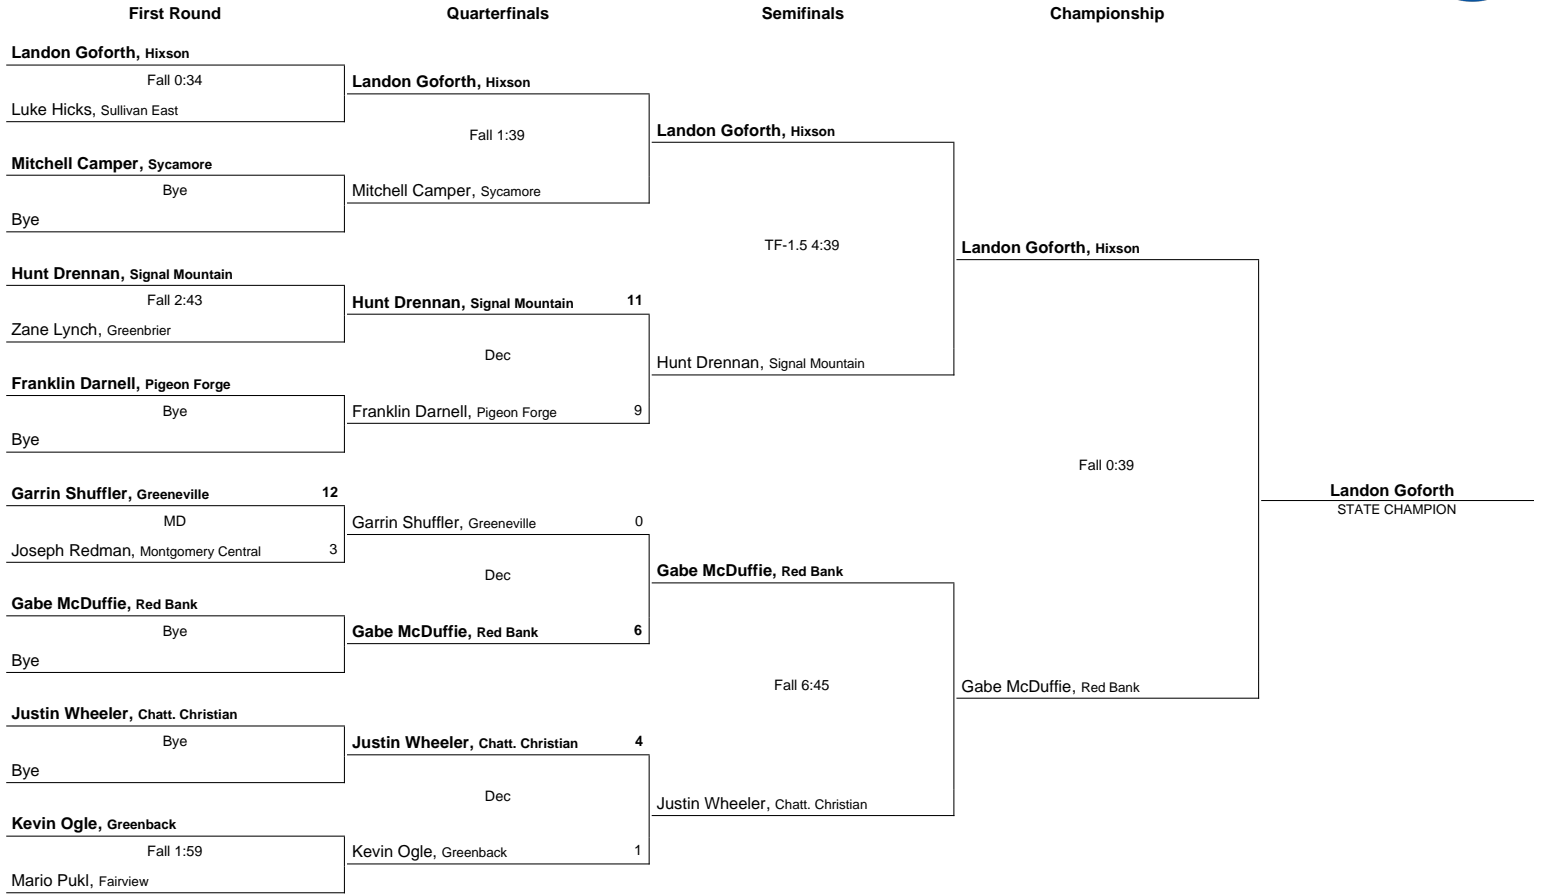 First Round
Quarterfinals
Semifinals
Championship
Landon Goforth, Hixson
Fall 0:34
Luke Hicks, Sullivan East
Mitchell Camper, Sycamore
Bye
Bye
Hunt Drennan, Signal Mountain
Fall 2:43
Zane Lynch, Greenbrier
Franklin Darnell, Pigeon Forge
Bye
Bye
Garrin Shuffler, Greeneville 12
MD
Joseph Redman, Montgomery Central 3
Gabe McDuffie, Red Bank
Bye
Bye
Justin Wheeler, Chatt. Christian
Bye
Bye
Kevin Ogle, Greenback
Fall 1:59
Mario Pukl, Fairview
Landon Goforth, Hixson
Fall 1:39
Mitchell Camper, Sycamore
Hunt Drennan, Signal Mountain 11
Dec
Franklin Darnell, Pigeon Forge 9
Garrin Shuffler, Greeneville 0
Dec
Gabe McDuffie, Red Bank 6
Justin Wheeler, Chatt. Christian 4
Dec
Kevin Ogle, Greenback 1
Landon Goforth, Hixson
TF-1.5 4:39
Hunt Drennan, Signal Mountain
Gabe McDuffie, Red Bank
Fall 6:45
Justin Wheeler, Chatt. Christian
Landon Goforth, Hixson
Fall 0:39
Gabe McDuffie, Red Bank
Landon Goforth
STATE CHAMPION